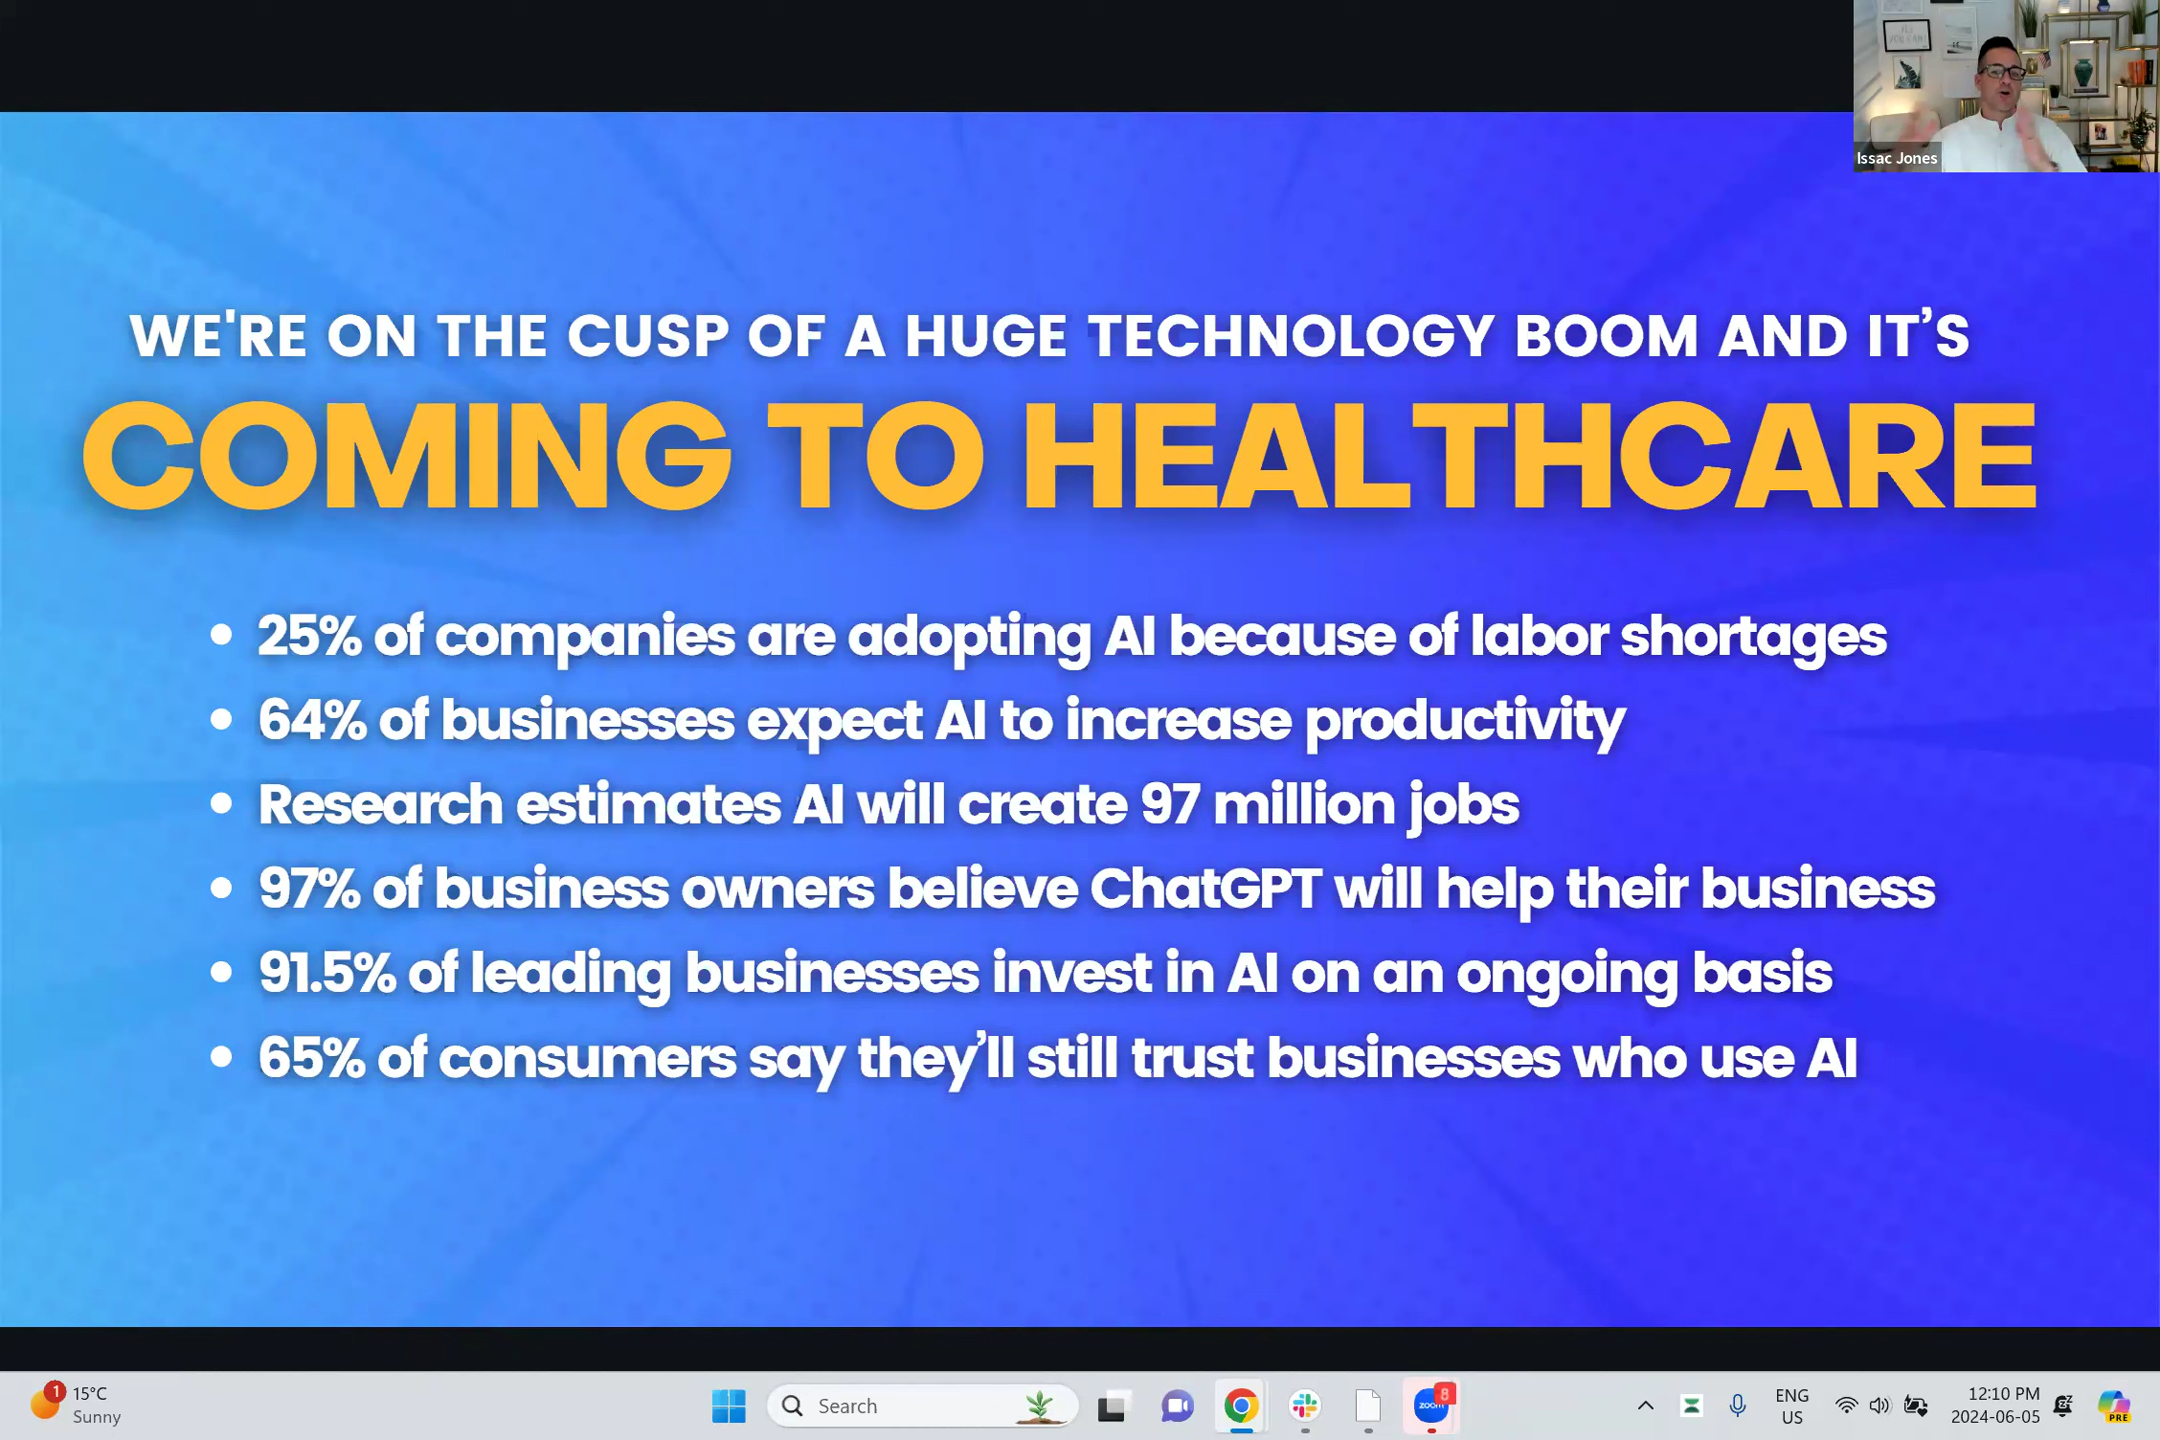 Issac Jones
WE'RE ON THE CUSP OF A HUGE TECHNOLOGY BOOM AND IT’S
COMING TO HEALTHCARE
• 25% of companies are adopting AI because of labor shortages
• 64% of businesses expect AI to increase productivity
• Research estimates AI will create 97 million jobs
• 97% of business owners believe ChatGPT will help their business
• 91.5% of leading businesses invest in AI on an ongoing basis
• 65% of consumers say they’ll still trust businesses who use AI
1
15°C
Sunny
Search
zoom
8
ENG
US
12:10 PM
2024-06-05
PRE